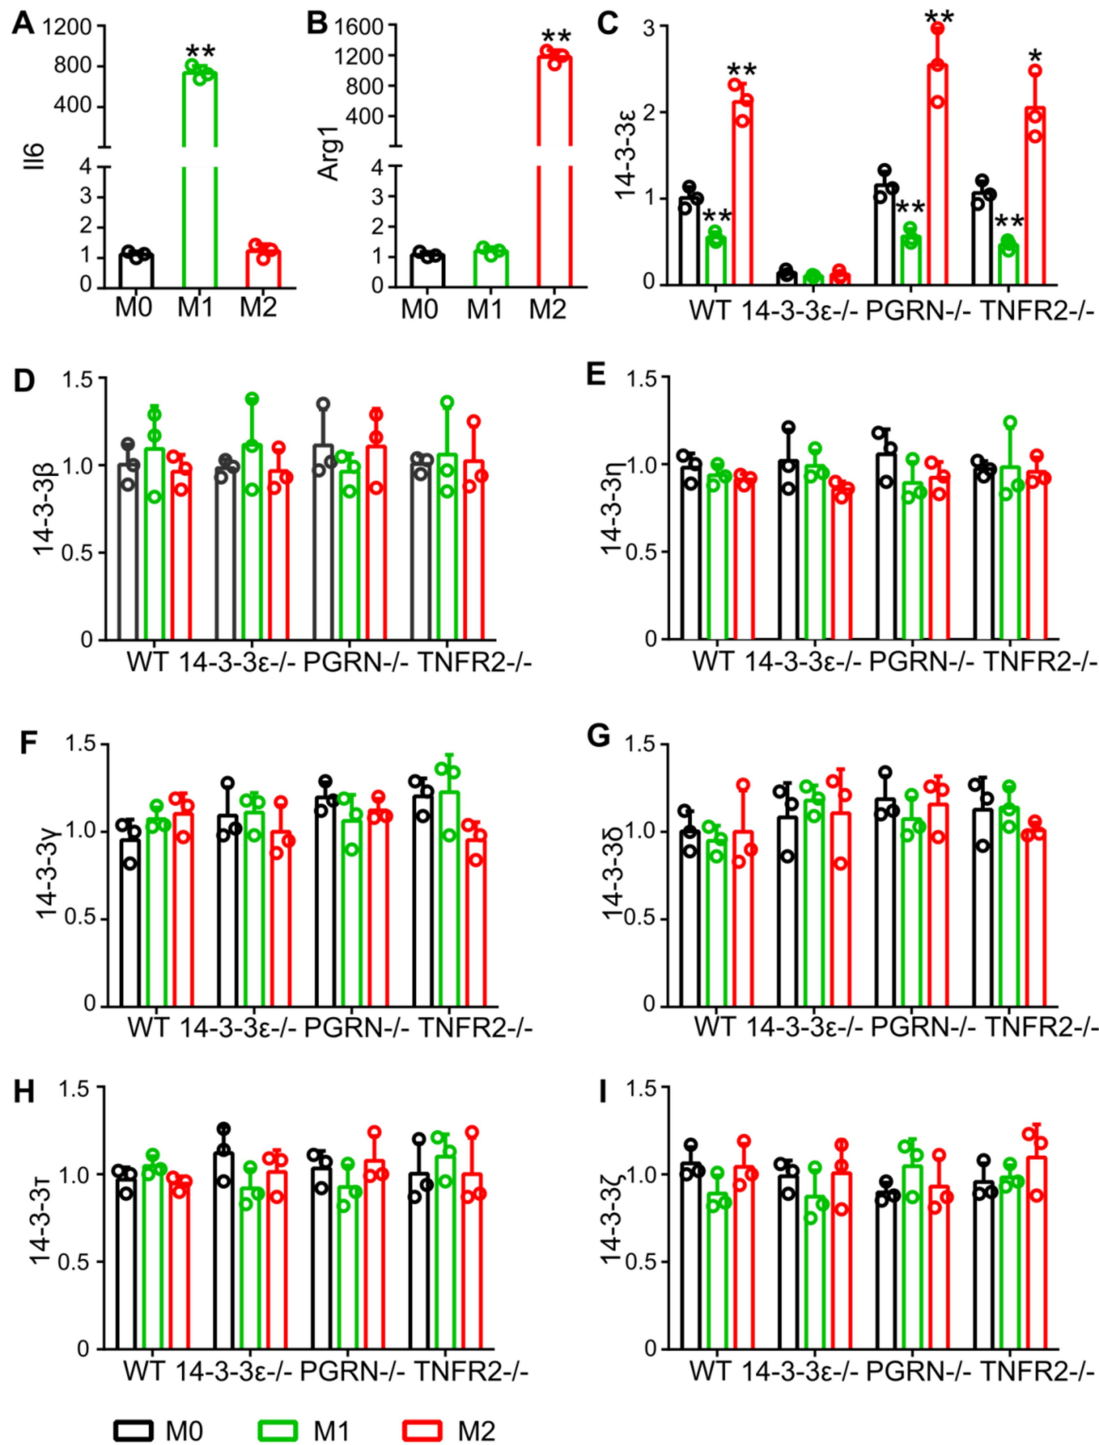 A
1200
800
400
4
3
2
1
0
Il6
**
M0 M1 M2
B
1600
1200
800
400
4
3
2
1
0
Arg1
**
M0 M1 M2
C
3
2
1
0
14-3-3ε
** ** ** ** ** *
**
WT 14-3-3ε-/- PGRN-/- TNFR2-/-
D
1.5
1.0
0.5
0
14-3-3β
WT 14-3-3ε-/- PGRN-/- TNFR2-/-
E
1.5
1.0
0.5
0
14-3-3η
WT 14-3-3ε-/- PGRN-/- TNFR2-/-
F
1.5
1.0
0.5
0
14-3-3γ
WT 14-3-3ε-/- PGRN-/- TNFR2-/-
G
1.5
1.0
0.5
0
14-3-3δ
WT 14-3-3ε-/- PGRN-/- TNFR2-/-
H
1.5
1.0
0.5
0
14-3-3τ
WT 14-3-3ε-/- PGRN-/- TNFR2-/-
I
1.5
1.0
0.5
0
14-3-3ζ
WT 14-3-3ε-/- PGRN-/- TNFR2-/-
M0 M1 M2